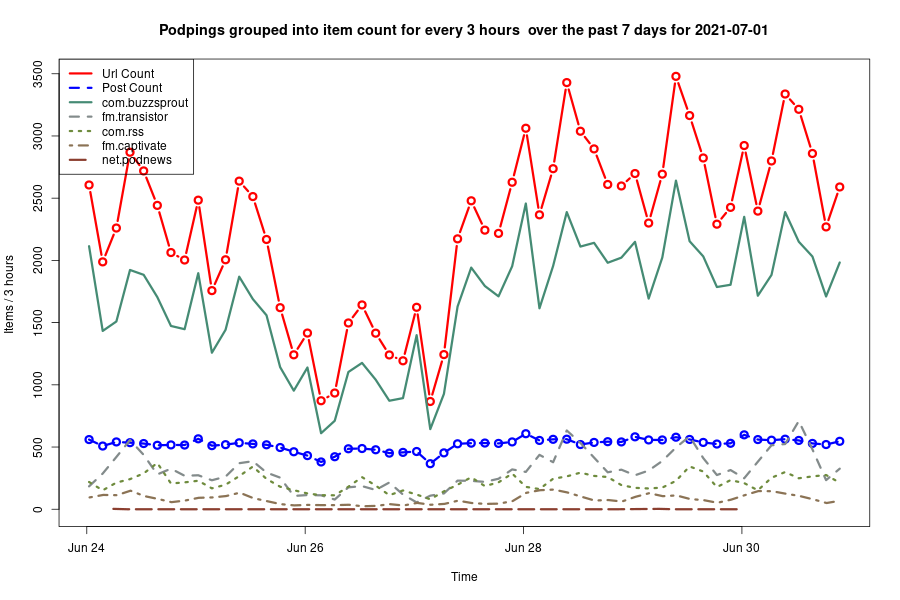 Podpings grouped into item count for every 3 hours  over the past 7 days for 2021-07-01
Url Count
Post Count
com.buzzsprout
fm.transistor
com.rss
fm.captivate
net.podnews
3500
3000
2500
2000
1500
1000
500
0
Items / 3 hours
Jun 24
Jun 26
Jun 28
Jun 30
Time